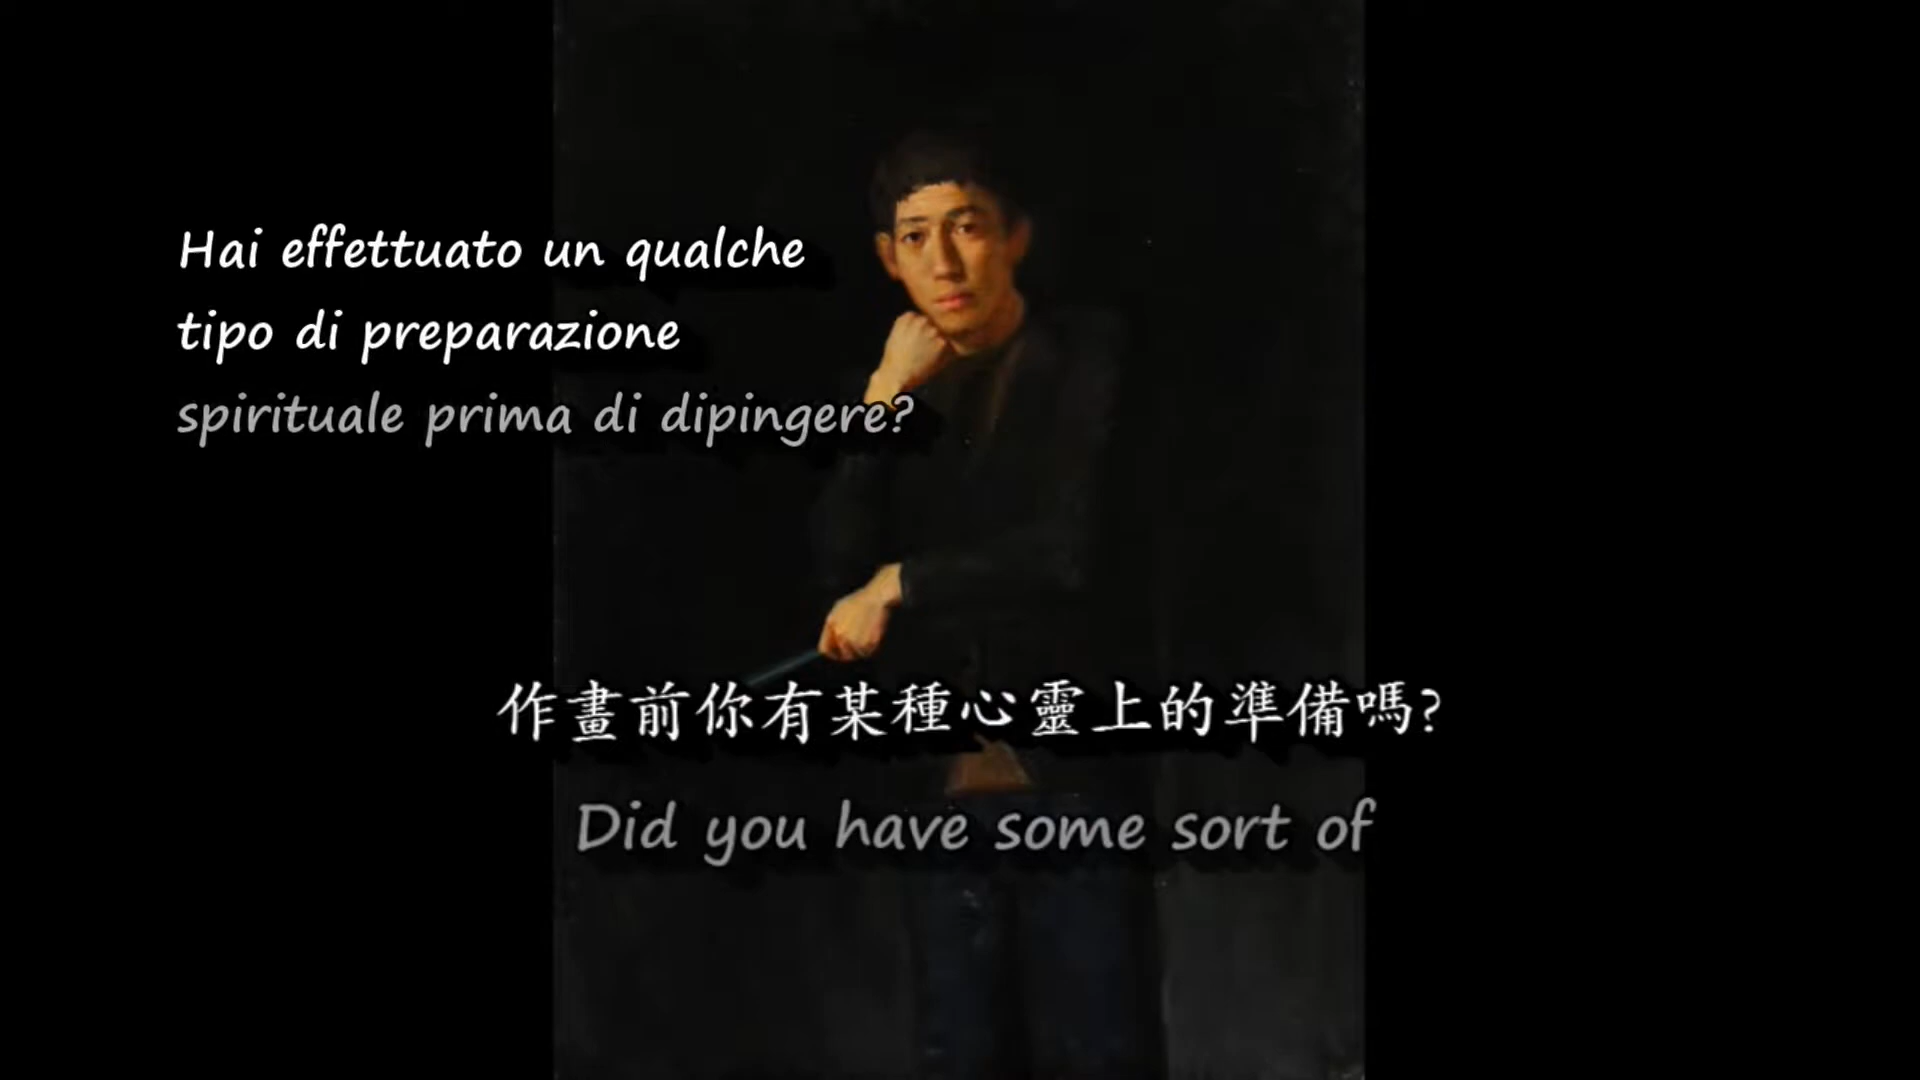 Hai effettuato un qualche
tipo di preparazione
spirituale prima di dipingere?
作畫前你有某種心靈上的準備嗎?
Did you have some sort of